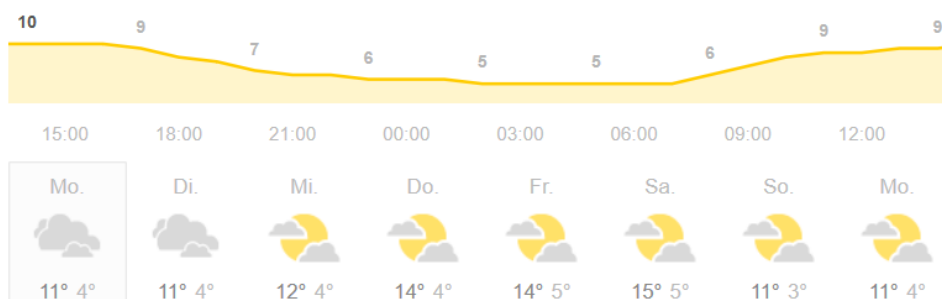 10 9 7 6 5 5 6 9 9
15:00 18:00 21:00 00:00 03:00 06:00 09:00 12:00
Mo. Di. Mi. Do. Fr. Sa. So. Mo.
11° 4° 11° 4° 12° 4° 14° 4° 14° 5° 15° 5° 11° 3° 11° 4°